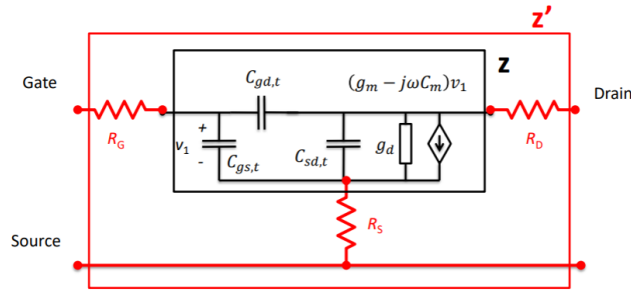 z'
Gate
C_{gd,t}
(g_m − jωC_m)v_1
z
Drain
R_G
+
v_1
-
C_{gs,t}
C_{sd,t}
g_d
R_D
Source
R_S